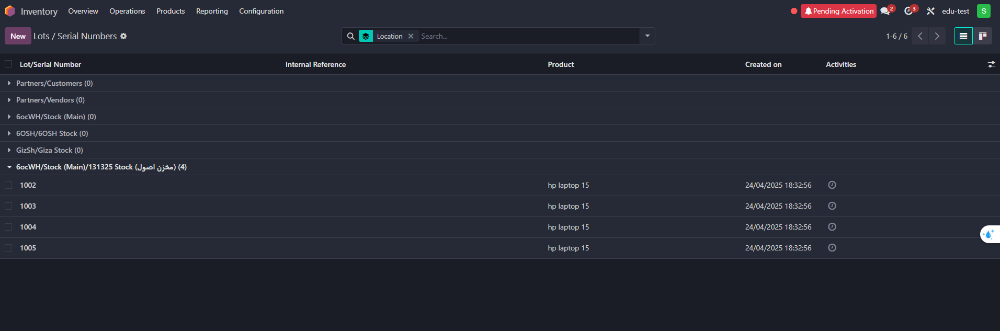 Inventory Overview Operations Products Reporting Configuration Pending Activation 2 3 edu-test S
New Lots / Serial Numbers Location Search... 1-6 / 6
Lot/Serial Number Internal Reference Product Created on Activities
Partners/Customers (0)
Partners/Vendors (0)
6ocWH/Stock (Main) (0)
6OSH/6OSH Stock (0)
GizSh/Giza Stock (0)
6ocWH/Stock (Main)/131325 Stock (مخزن اصول) (4)
1002 hp laptop 15 24/04/2025 18:32:56
1003 hp laptop 15 24/04/2025 18:32:56
1004 hp laptop 15 24/04/2025 18:32:56
1005 hp laptop 15 24/04/2025 18:32:56